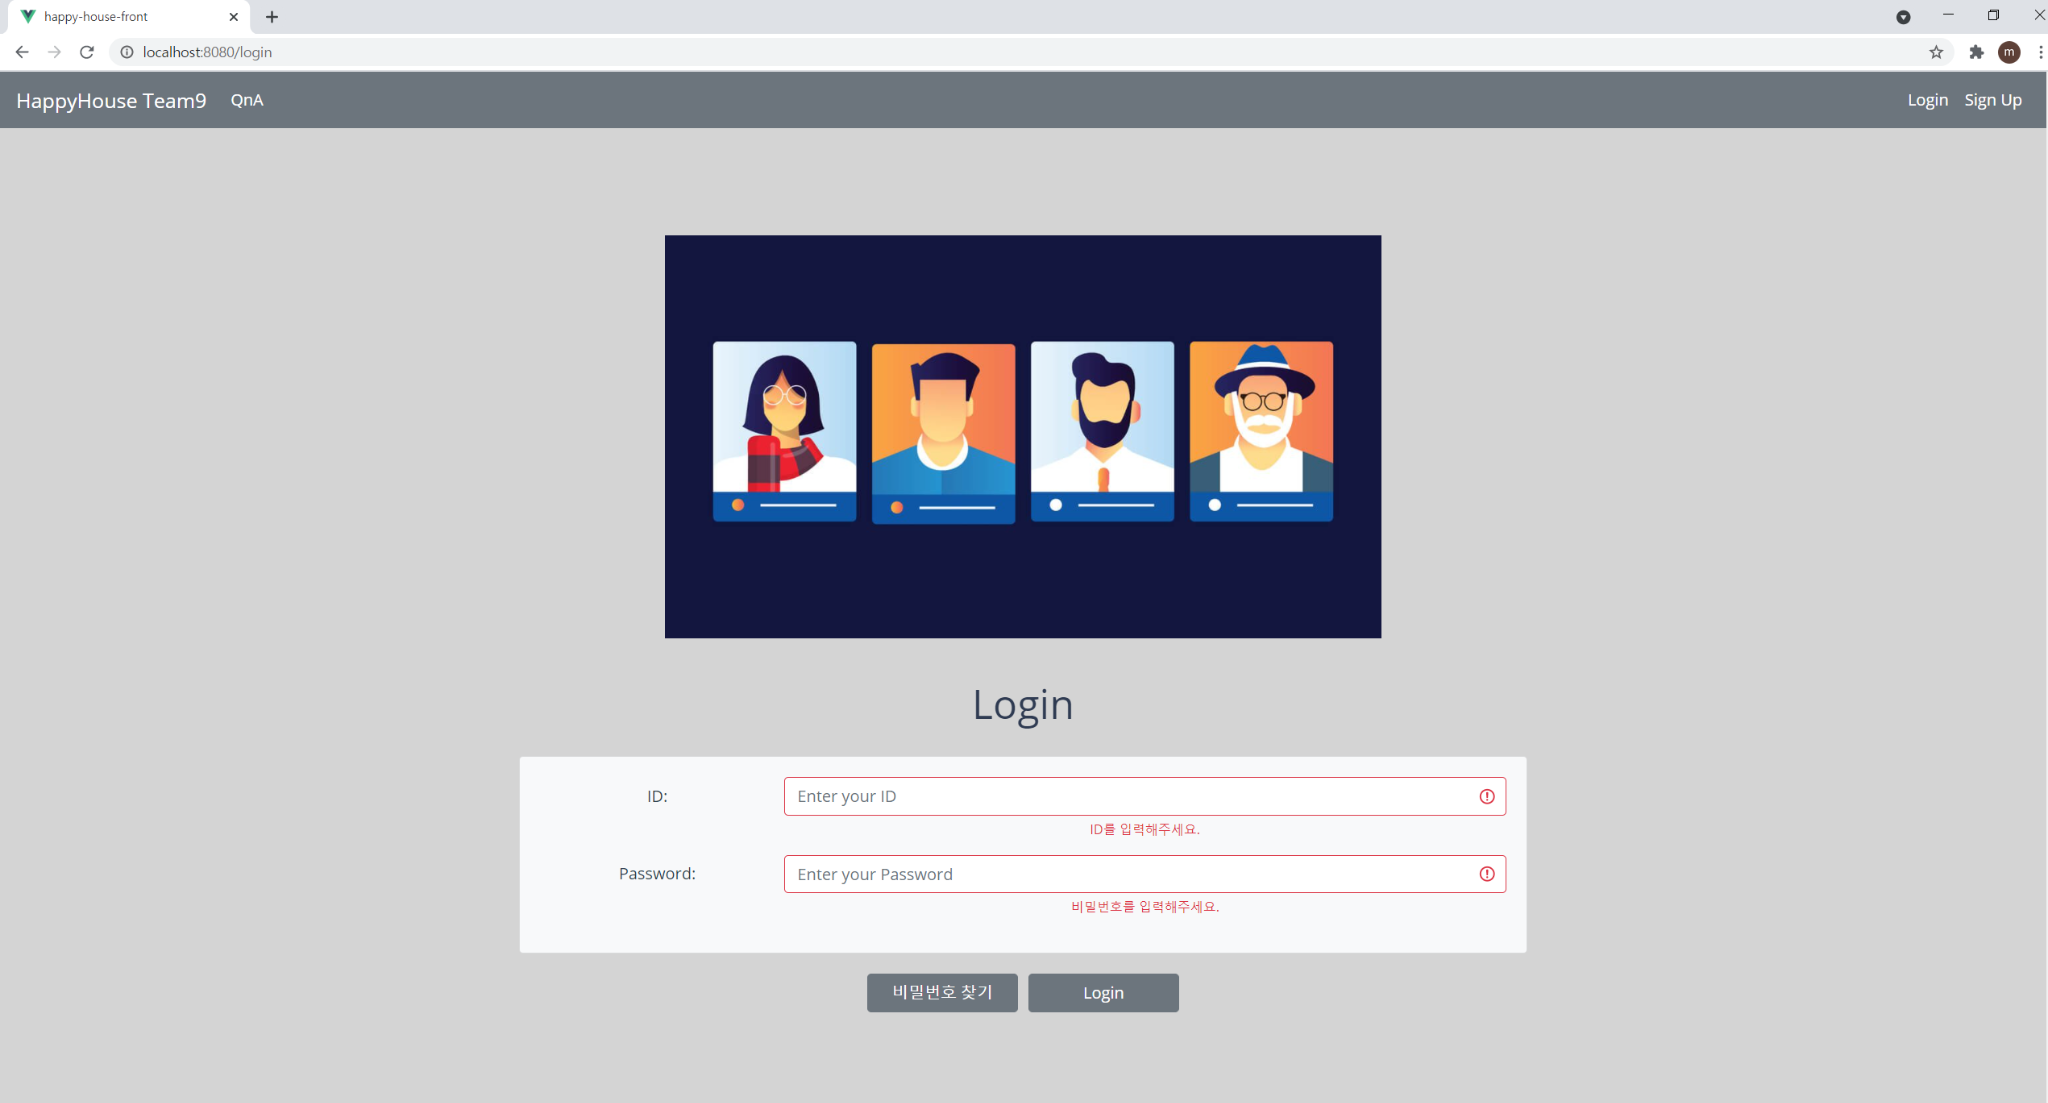 happy-house-front
localhost:8080/login
m
HappyHouse Team9 QnA Login Sign Up
Login
ID: Enter your ID
ID를 입력해주세요.
Password: Enter your Password
비밀번호를 입력해주세요.
비밀번호 찾기 Login